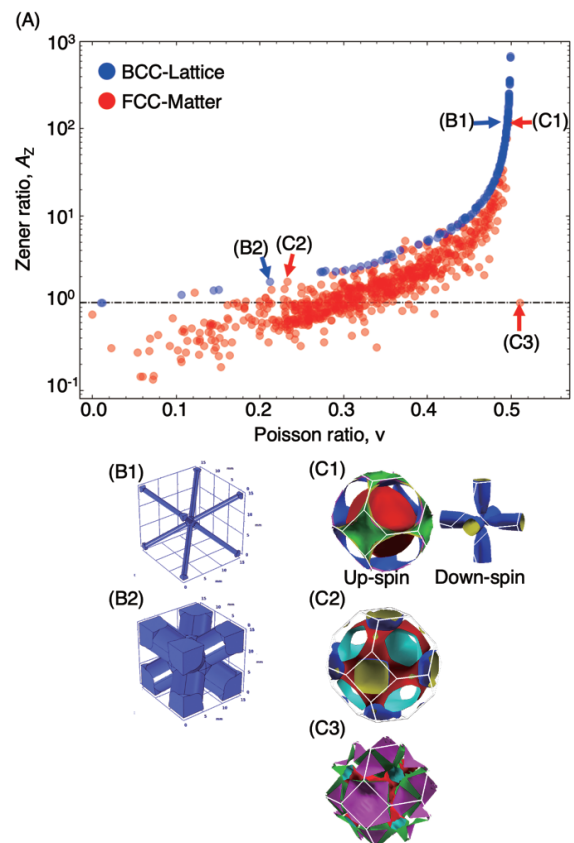 (A)
10³
10²
10¹
10⁰
10⁻¹
Zener ratio, A_Z
BCC-Lattice
FCC-Matter
(B1)
(C1)
(B2)
(C2)
(C3)
0.0 0.1 0.2 0.3 0.4 0.5
Poisson ratio, v
(B1)
(C1)
Up-spin
Down-spin
(B2)
(C2)
(C3)